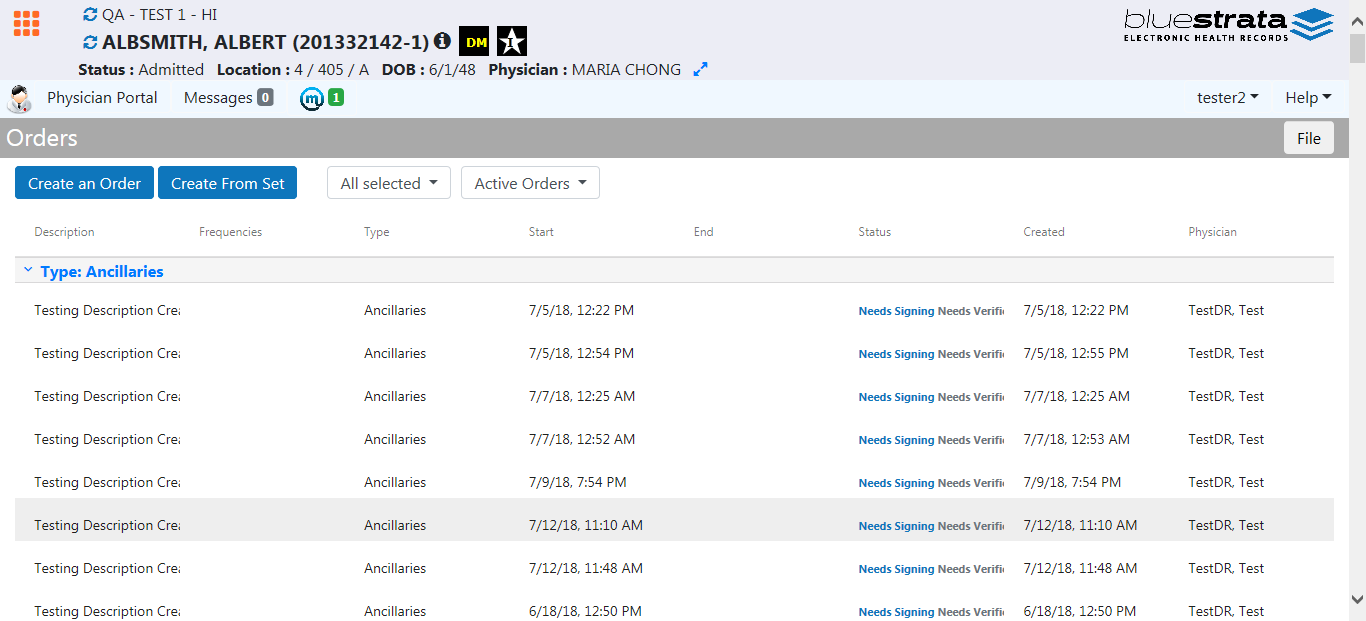 QA - TEST 1 - HI
ALBSMITH, ALBERT (201332142-1) DM 1
Status : Admitted Location : 4 / 405 / A DOB : 6/1/48 Physician : MARIA CHONG
bluestrata
ELECTRONIC HEALTH RECORDS
Physician Portal Messages 0 m 1 tester2 Help
Orders File
Create an Order Create From Set All selected Active Orders
Description Frequencies Type Start End Status Created Physician
Type: Ancillaries
Testing Description Crea Ancillaries 7/5/18, 12:22 PM Needs Signing Needs Verifi 7/5/18, 12:22 PM TestDR, Test
Testing Description Crea Ancillaries 7/5/18, 12:54 PM Needs Signing Needs Verifi 7/5/18, 12:55 PM TestDR, Test
Testing Description Crea Ancillaries 7/7/18, 12:25 AM Needs Signing Needs Verifi 7/7/18, 12:25 AM TestDR, Test
Testing Description Crea Ancillaries 7/7/18, 12:52 AM Needs Signing Needs Verifi 7/7/18, 12:53 AM TestDR, Test
Testing Description Crea Ancillaries 7/9/18, 7:54 PM Needs Signing Needs Verifi 7/9/18, 7:54 PM TestDR, Test
Testing Description Crea Ancillaries 7/12/18, 11:10 AM Needs Signing Needs Verifi 7/12/18, 11:10 AM TestDR, Test
Testing Description Crea Ancillaries 7/12/18, 11:48 AM Needs Signing Needs Verifi 7/12/18, 11:48 AM TestDR, Test
Testing Description Crea Ancillaries 6/18/18, 12:50 PM Needs Signing Needs Verifi 6/18/18, 12:50 PM TestDR, Test